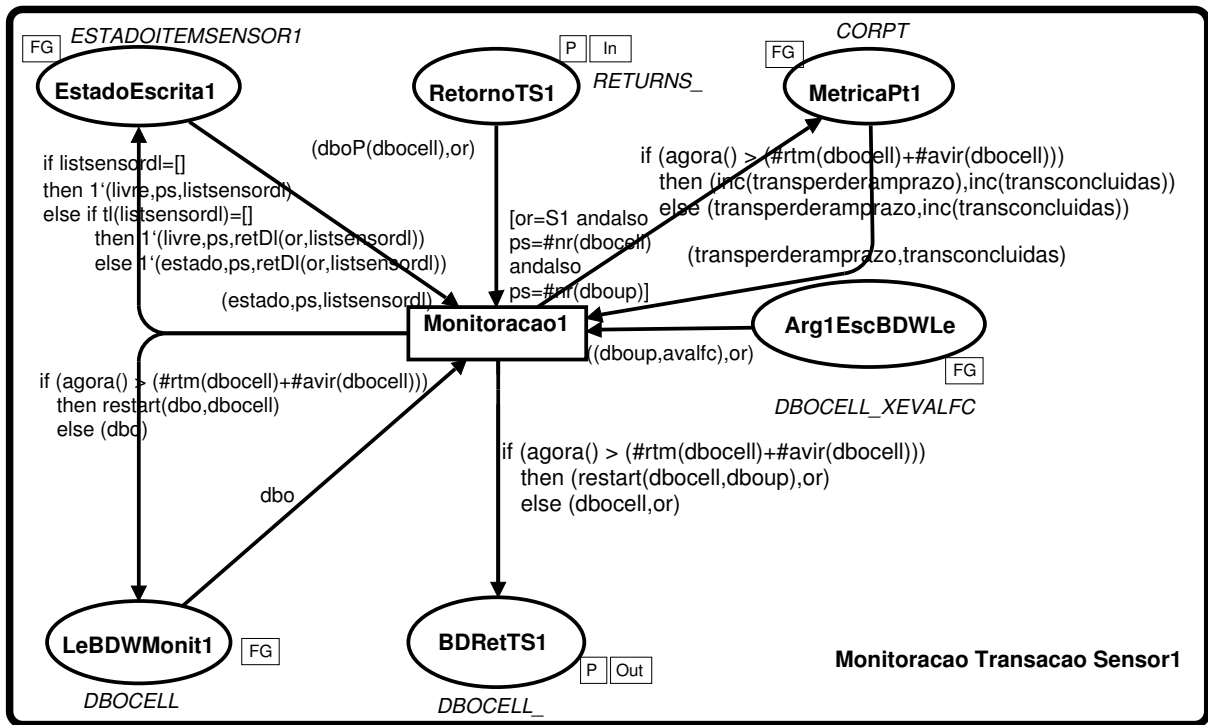 FG
ESTADOITEMSENSOR1
EstadoEscrita1
P
In
RETURNS_
RetornoTS1
CORPT
FG
MetricaPt1
if listsensordl=[]
then 1‘(livre,ps,listsensordl)
else if tl(listsensordl)=[]
then 1‘(livre,ps,retDl(or,listsensordl))
else 1‘(estado,ps,retDl(or,listsensordl))
(estado,ps,listsensordl)
(dboP(dbocell),or)
[or=S1 andalso
ps=#nr(dbocell)
andalso
ps=#nr(dboup)]
if (agora() > (#rtm(dbocell)+#avir(dbocell)))
then (inc(transperderamprazo),inc(transconcluidas))
else (transperderamprazo,inc(transconcluidas))
(transperderamprazo,transconcluidas)
Monitoracao1
Arg1EscBDWLe
((dboup,avalfc),or)
FG
DBOCELL_XEVALFC
if (agora() > (#rtm(dbocell)+#avir(dbocell)))
then restart(dbo,dbocell)
else (dbo)
dbo
if (agora() > (#rtm(dbocell)+#avir(dbocell)))
then (restart(dbocell,dboup),or)
else (dbocell,or)
LeBDWMonit1
FG
DBOCELL
BDRetTS1
P
Out
DBOCELL_
Monitoracao Transacao Sensor1